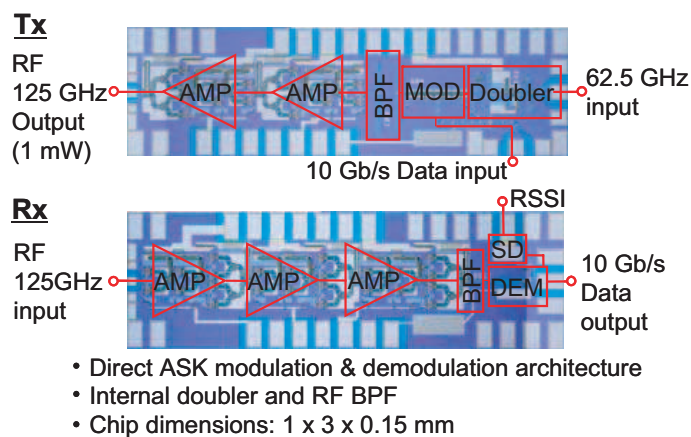 Tx
RF
125 GHz
Output
(1 mW)
AMP
AMP
BPF
MOD
Doubler
62.5 GHz
input
10 Gb/s Data input
Rx
RSSI
RF
125GHz
input
AMP
AMP
AMP
BPF
SD
DEM
10 Gb/s
Data
output
• Direct ASK modulation & demodulation architecture
• Internal doubler and RF BPF
• Chip dimensions: 1 x 3 x 0.15 mm